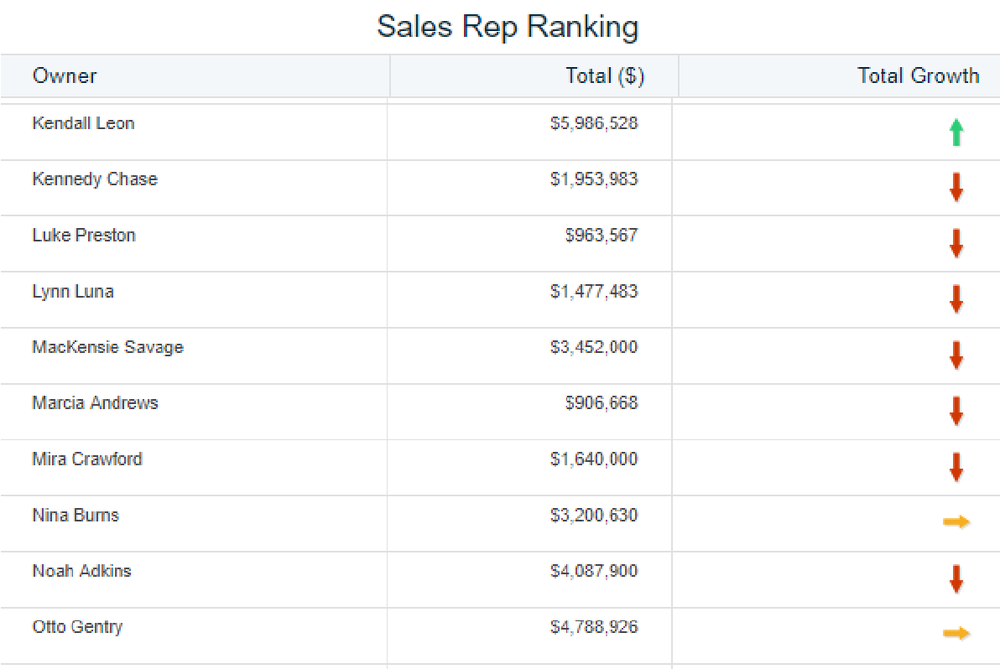 Sales Rep Ranking
Owner Total ($) Total Growth
Kendall Leon $5,986,528
Kennedy Chase $1,953,983
Luke Preston $963,567
Lynn Luna $1,477,483
MacKensie Savage $3,452,000
Marcia Andrews $906,668
Mira Crawford $1,640,000
Nina Burns $3,200,630
Noah Adkins $4,087,900
Otto Gentry $4,788,926